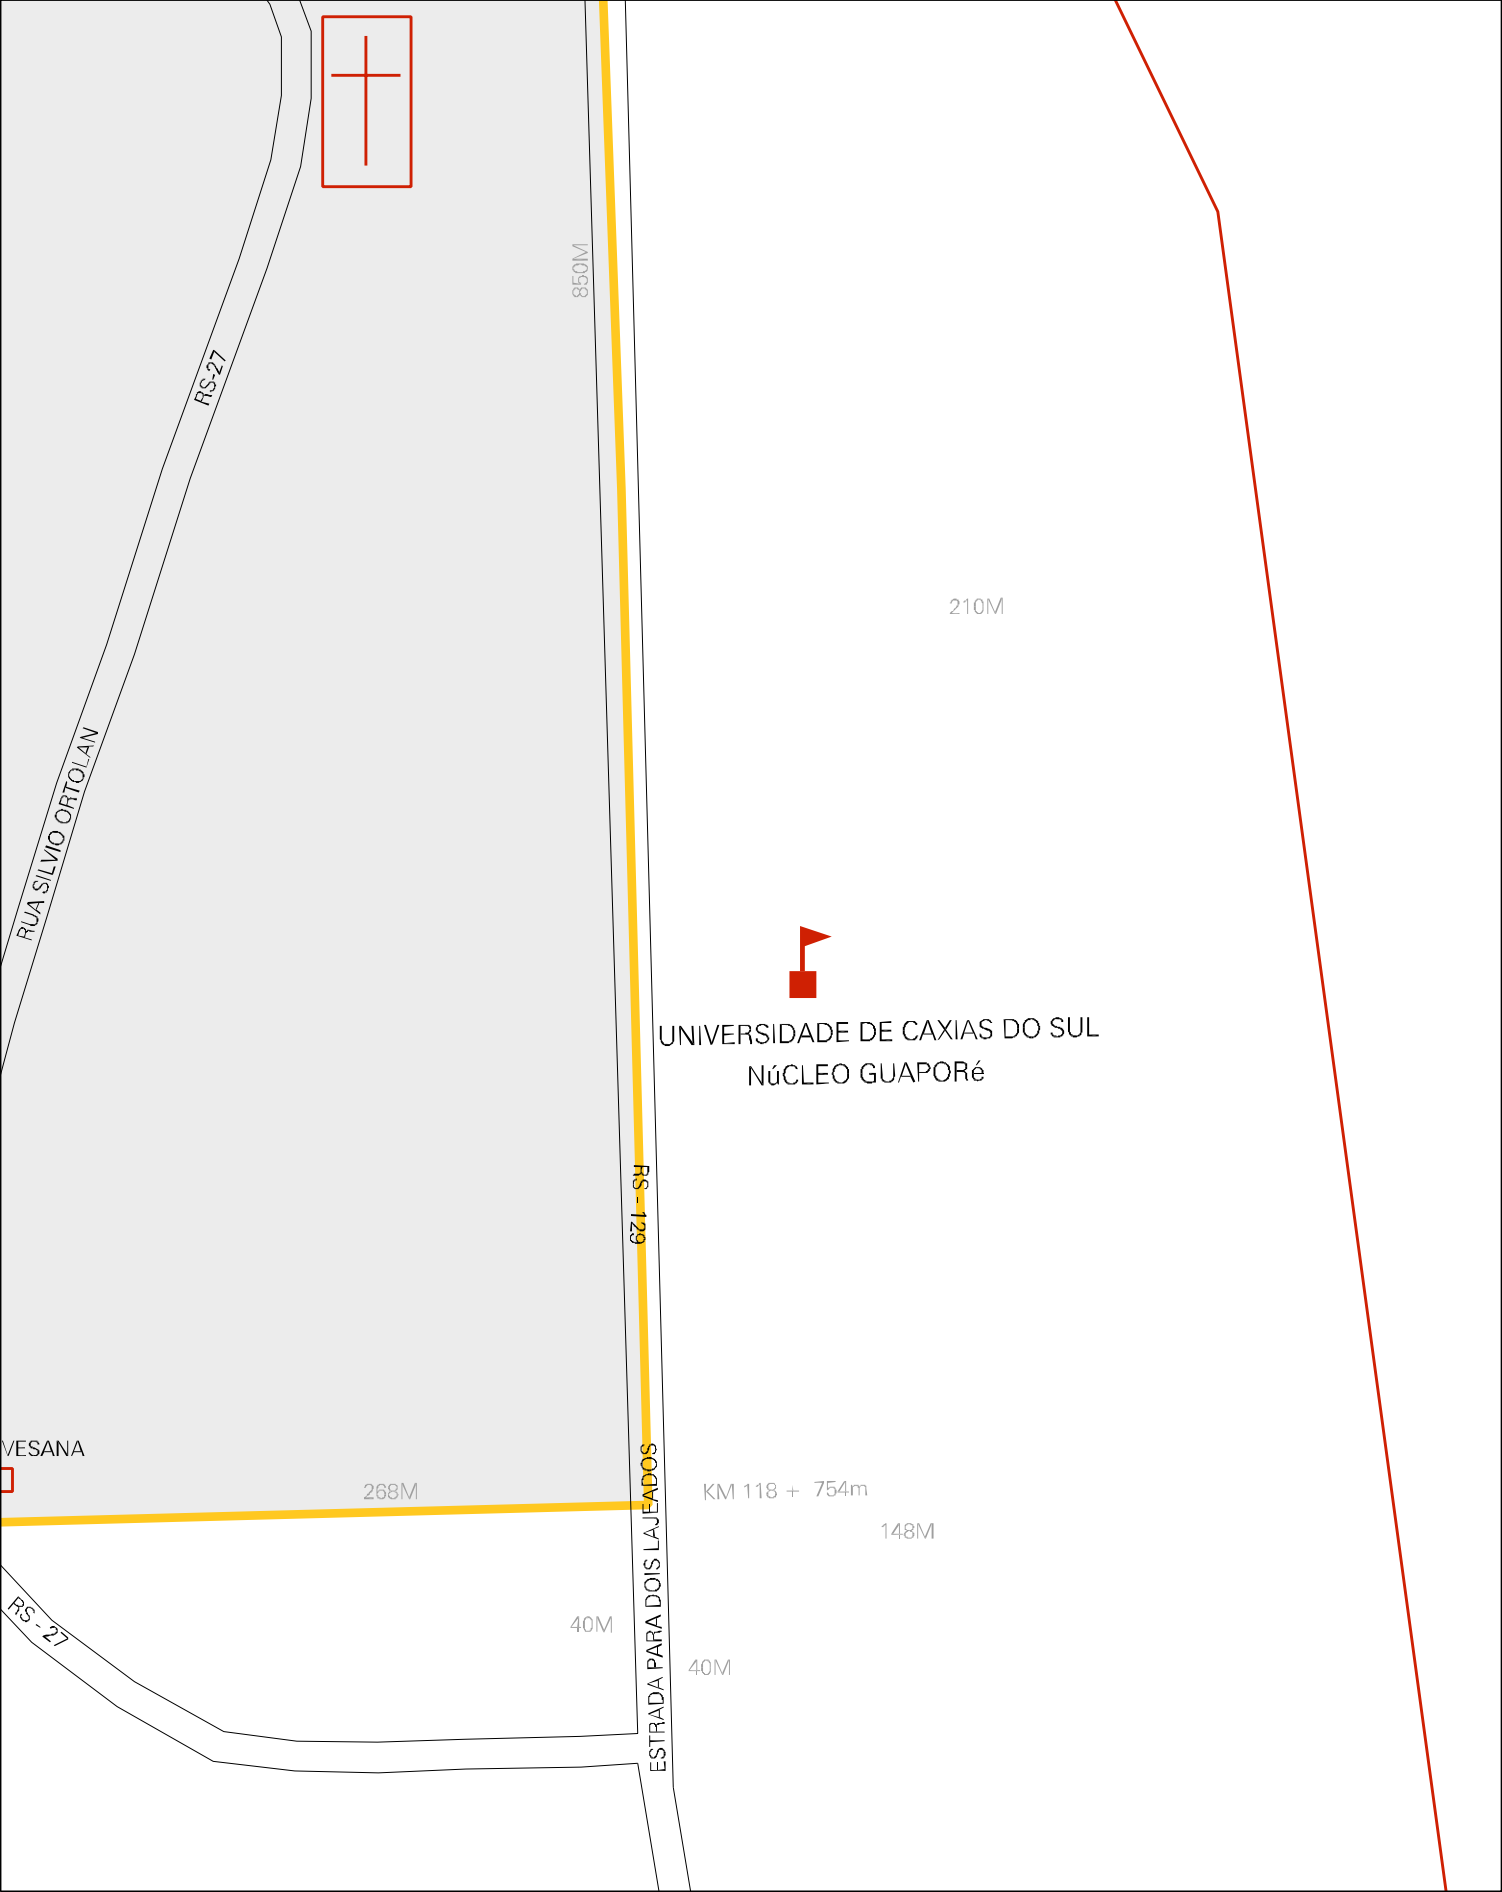 850M
RS-27
210M
RUA SILVIO ORTOLAN
UNIVERSIDADE DE CAXIAS DO SUL
NúCLEO GUAPORé
RS - 129
VESANA
268M
KM 118 + 754m
148M
ESTRADA PARA DOIS LAJEADOS
RS - 27
40M
40M